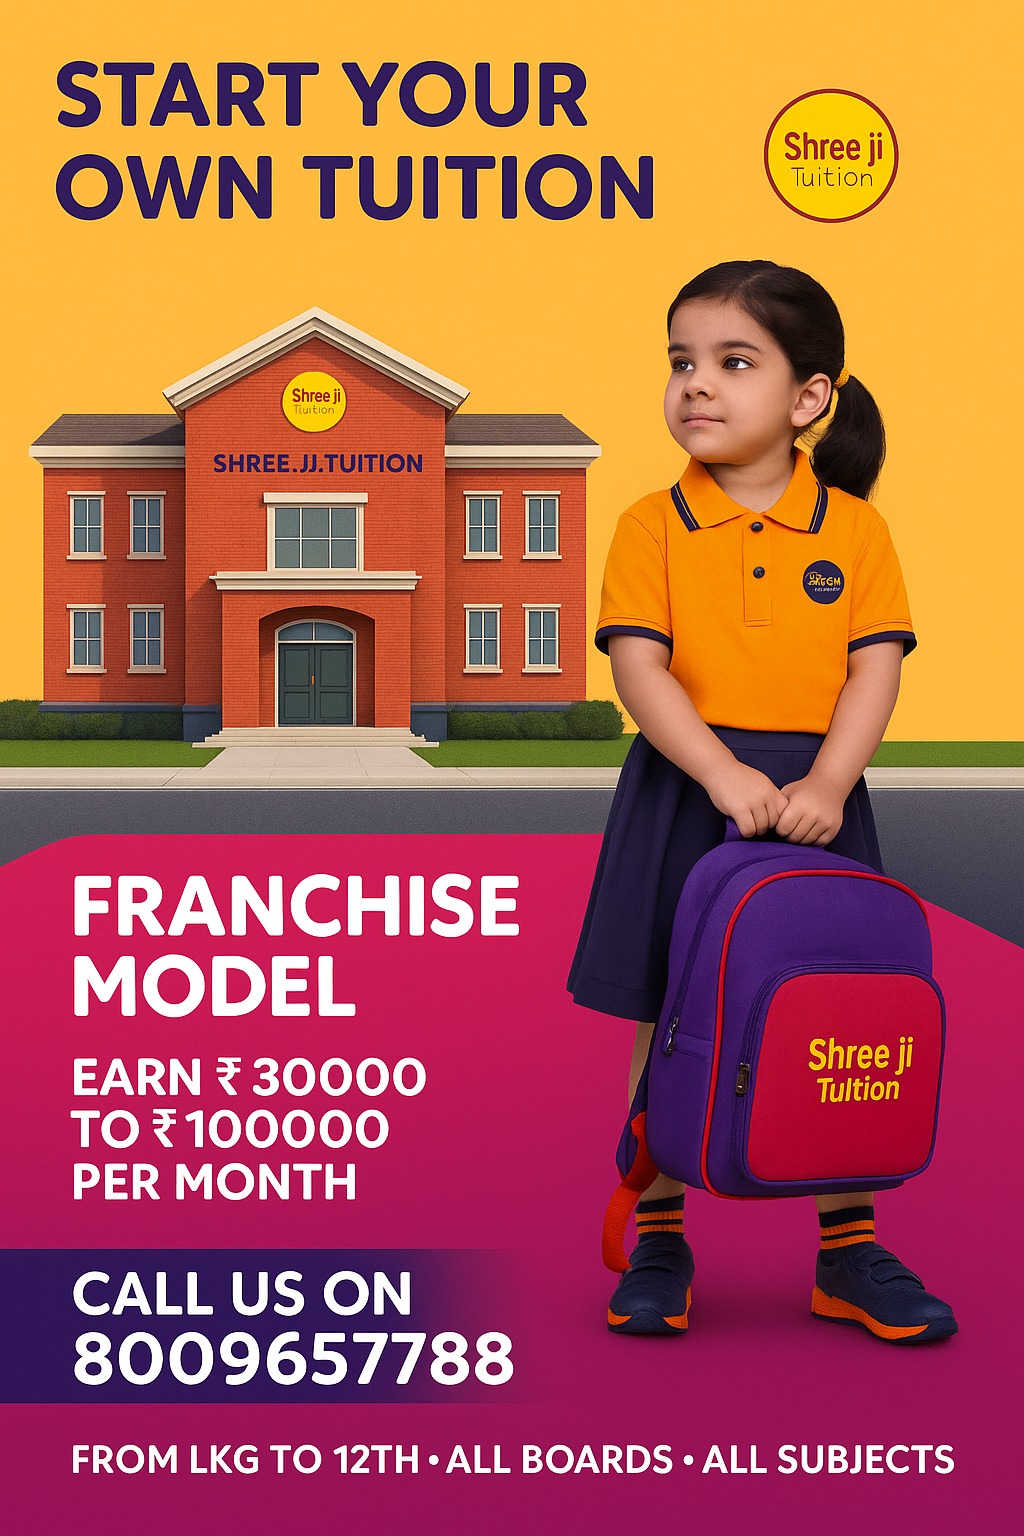 START YOUR
OWN TUITION
Shree ji
Tuition
Shree ji
Tuition
SHREE.JJ.TUITION
FRANCHISE
MODEL
EARN ₹ 30000
TO ₹ 100000
PER MONTH
Shree ji
TuItion
CALL US ON
8009657788
FROM LKG TO 12TH • ALL BOARDS • ALL SUBJECTS